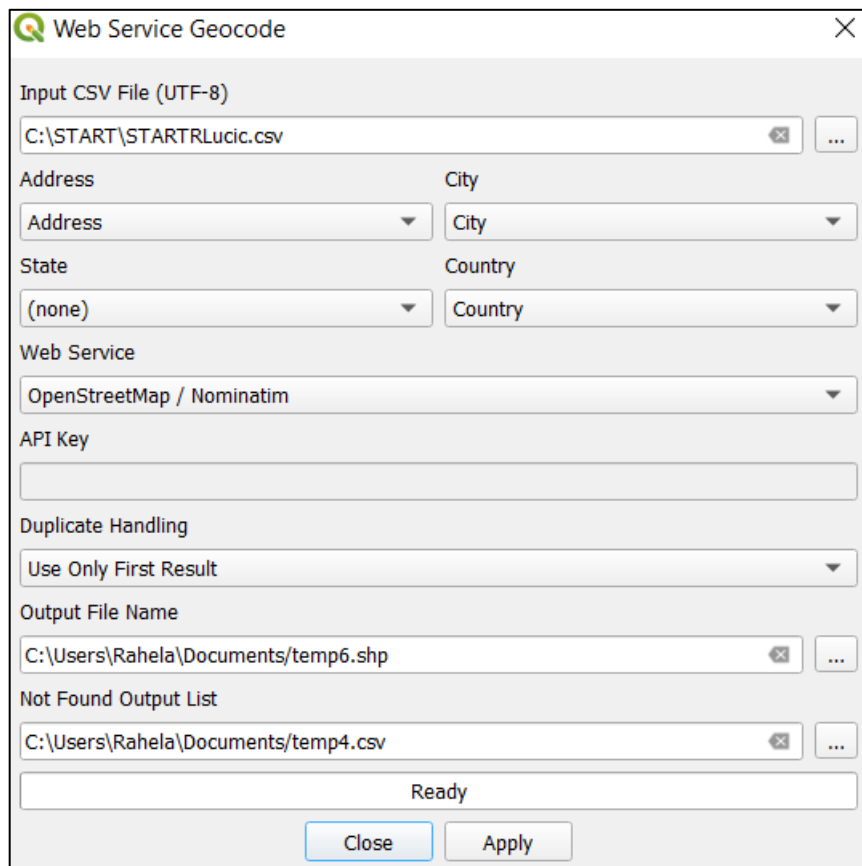 Web Service Geocode
Input CSV File (UTF-8)
C:\START\STARTRLucic.csv
...
Address City
Address City
State Country
(none) Country
Web Service
OpenStreetMap / Nominatim
API Key
Duplicate Handling
Use Only First Result
Output File Name
C:\Users\Rahela\Documents/temp6.shp
...
Not Found Output List
C:\Users\Rahela\Documents/temp4.csv
...
Ready
Close Apply